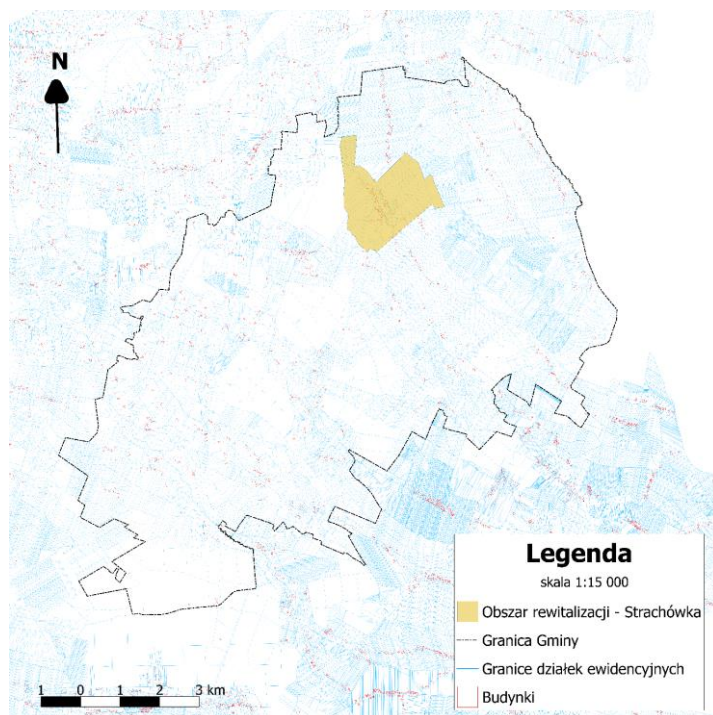 N
Legenda
skala 1:15 000
Obszar rewitalizacji - Strachówka
Granica Gminy
Granice działek ewidencyjnych
Budynki
1 0 1 2 3 km